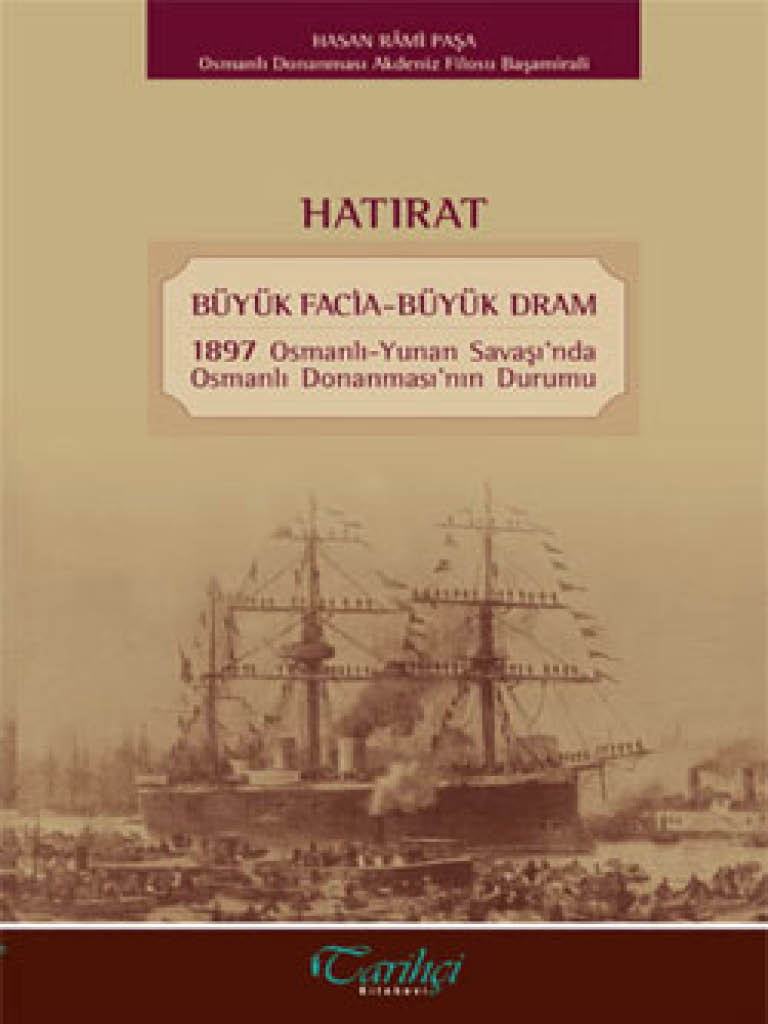 HASAN RÂMİ PAŞA
Osmanlı Donanması Akdeniz Filosu Başamirali
HATIRAT
BÜYÜK FACİA-BÜYÜK DRAM
1897 Osmanlı-Yunan Savaşı'nda
Osmanlı Donanması'nın Durumu
Tarihçi
Kitabevi